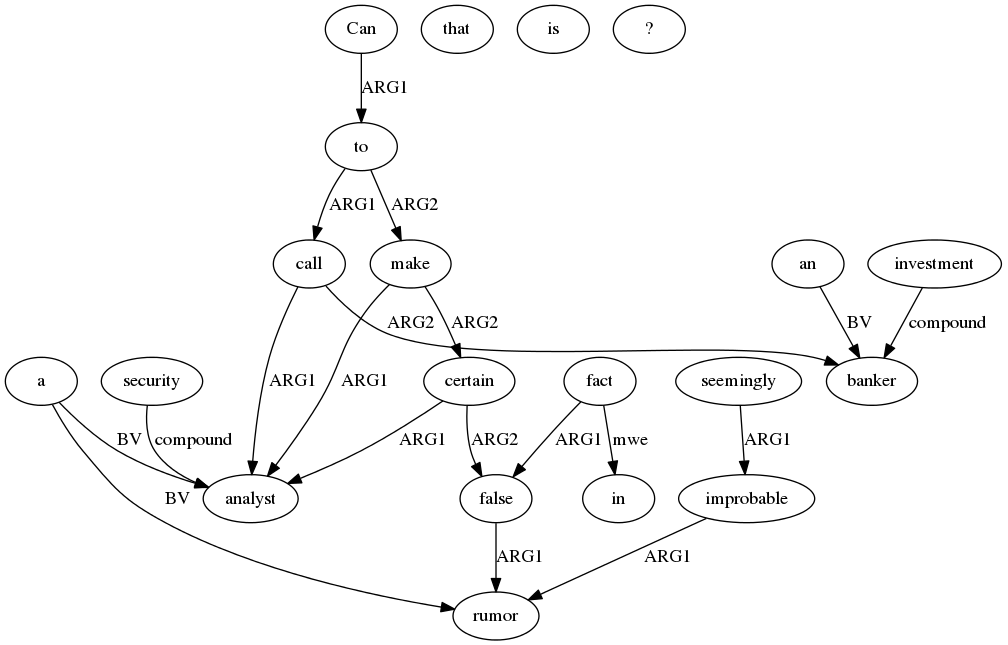 Can that is ?
ARG1
to
ARG1 ARG2
call make an investment
ARG2 ARG2 BV compound
a security ARG1 ARG1 certain fact seemingly banker
BV compound ARG1 ARG2 ARG1 mwe ARG1
BV analyst false in improbable
ARG1 ARG1
rumor